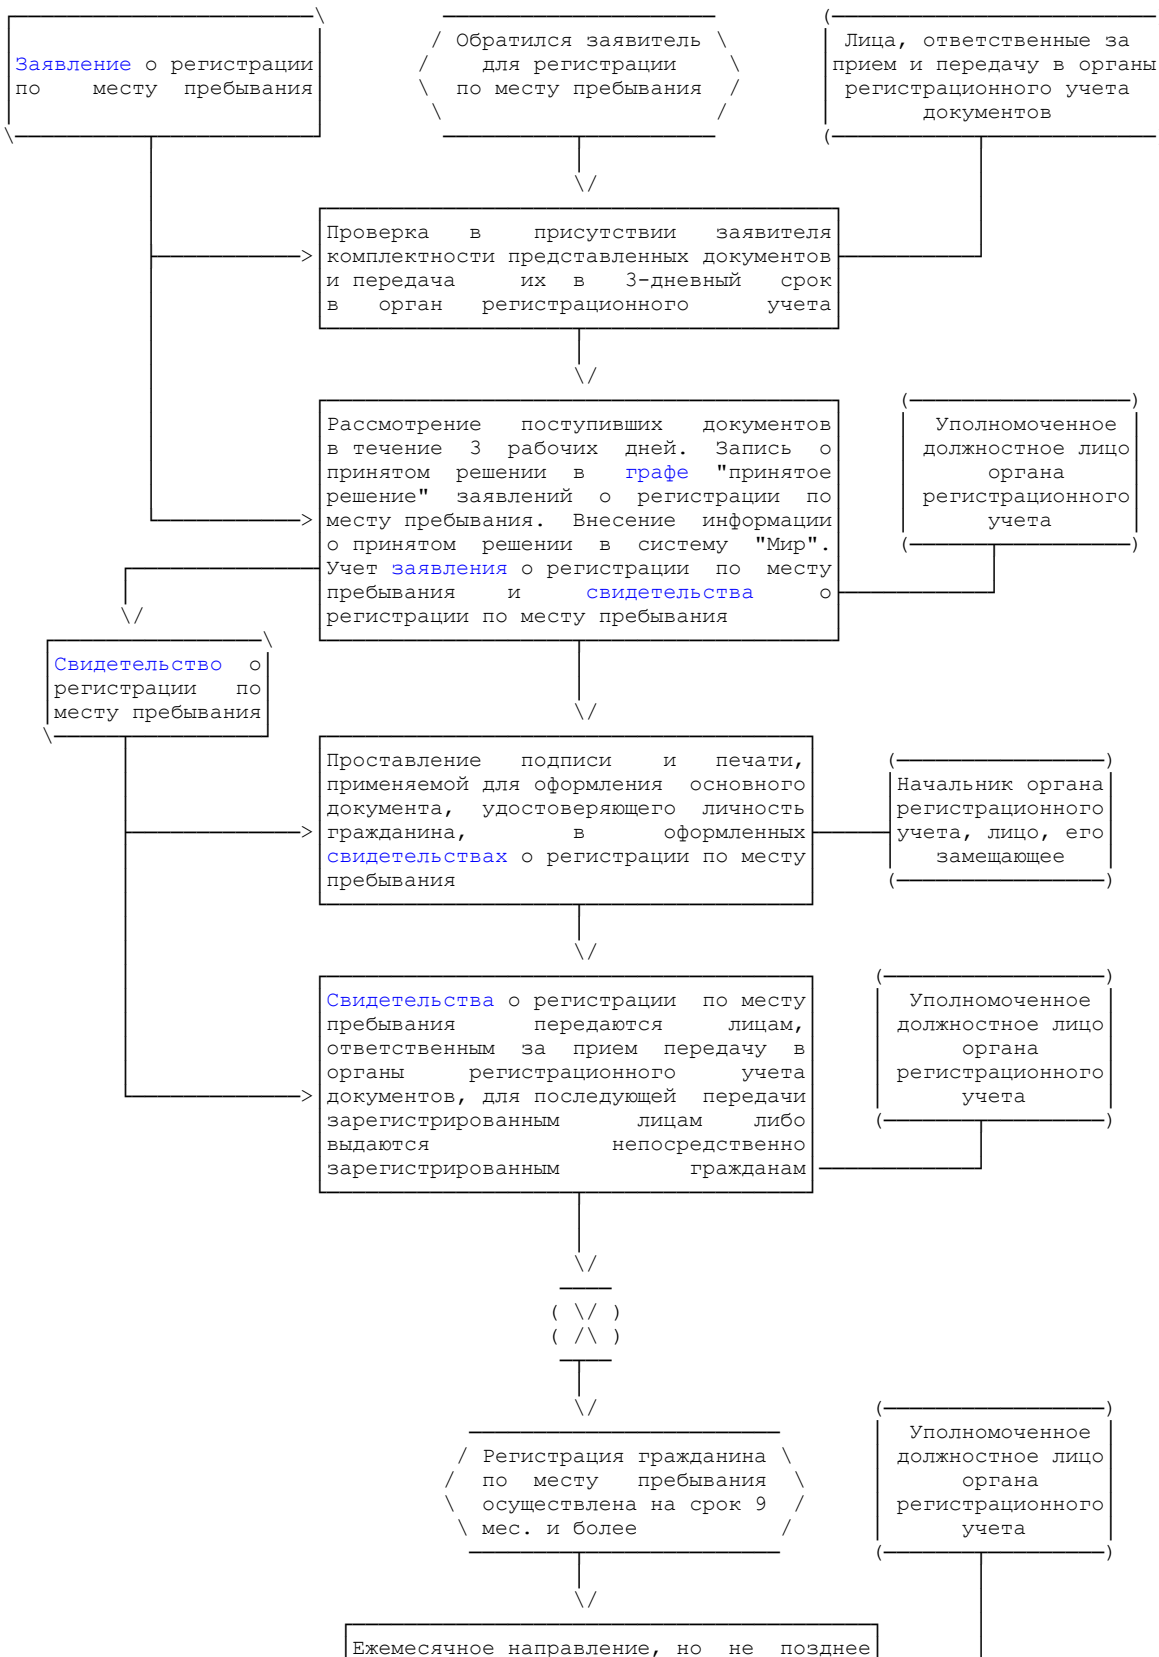 Заявление о регистрации
по месту пребывания
Обратился заявитель
для регистрации
по месту пребывания
Лица, ответственные за
прием и передачу в органы
регистрационного учета
документов
Проверка в присутствии заявителя
комплектности представленных документов
и передача их в 3-дневный срок
в орган регистрационного учета
Рассмотрение поступивших документов
в течение 3 рабочих дней. Запись о
принятом решении в графе "принятое
решение" заявлений о регистрации по
месту пребывания. Внесение информации
о принятом решении в систему "Мир".
Учет заявления о регистрации по месту
пребывания и свидетельства о
регистрации по месту пребывания
Уполномоченное
должностное лицо
органа
регистрационного
учета
Свидетельство о
регистрации по
месту пребывания
Проставление подписи и печати,
применяемой для оформления основного
документа, удостоверяющего личность
гражданина, в оформленных
свидетельствах о регистрации по месту
пребывания
Начальник органа
регистрационного
учета, лицо, его
замещающее
Свидетельства о регистрации по месту
пребывания передаются лицам,
ответственным за прием передачу в
органы регистрационного учета
документов, для последующей передачи
зарегистрированным лицам либо
выдаются непосредственно
зарегистрированным гражданам
Уполномоченное
должностное лицо
органа
регистрационного
учета
Регистрация гражданина
по месту пребывания
осуществлена на срок 9
мес. и более
Уполномоченное
должностное лицо
органа
регистрационного
учета
Ежемесячное направление, но не позднее